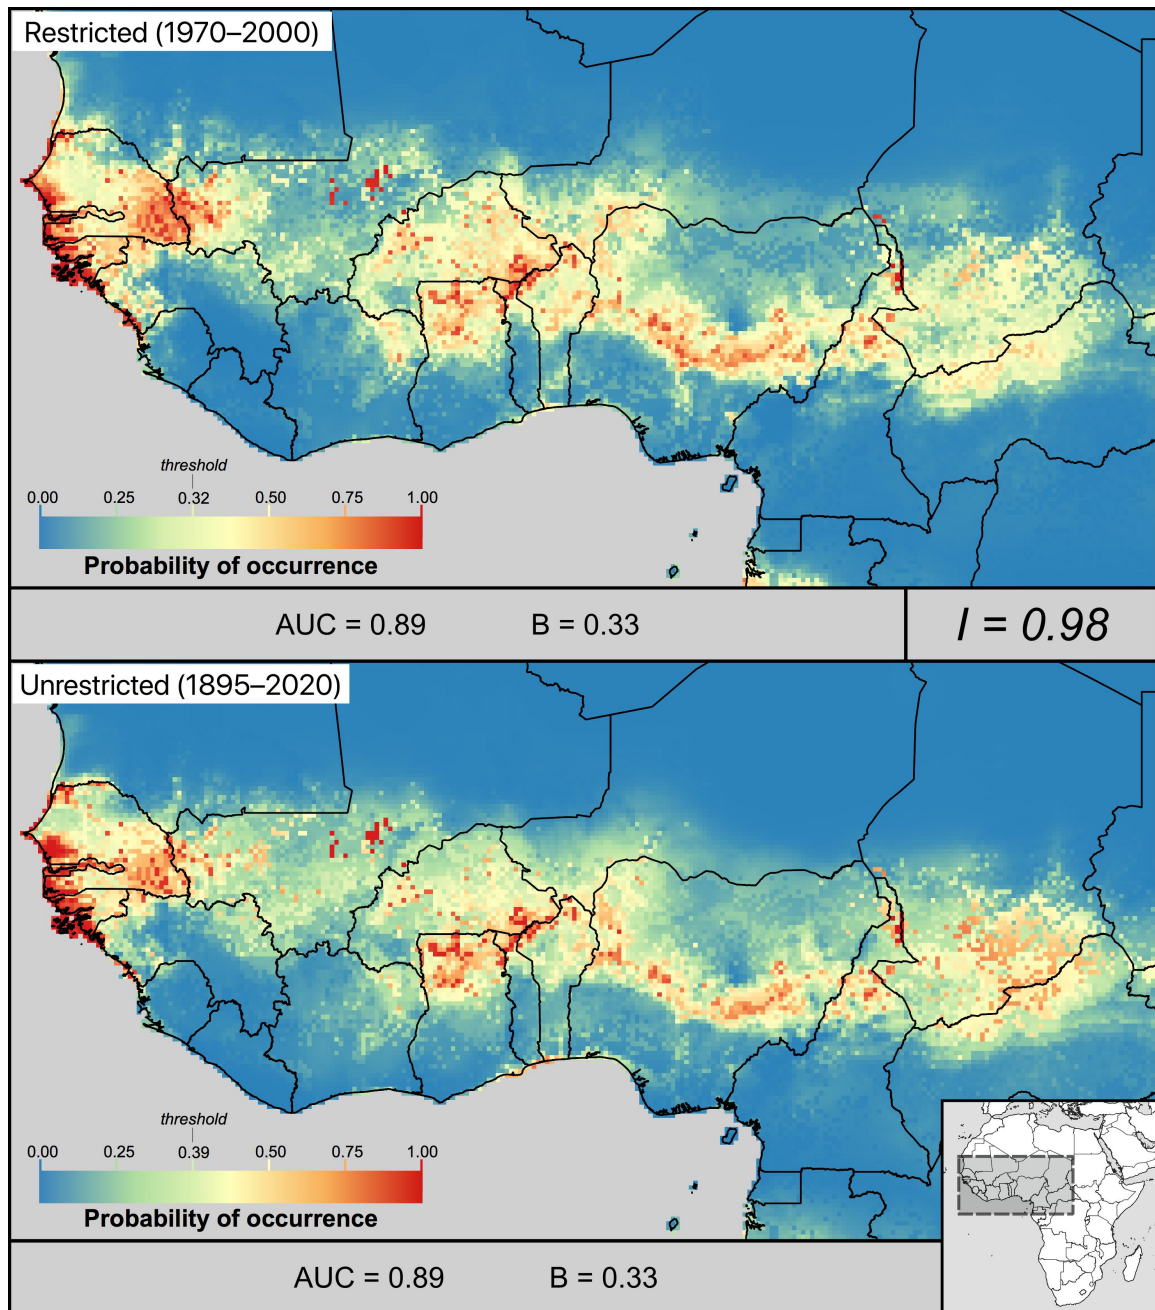 Restricted (1970–2000)
threshold
0.00 0.25 0.32 0.50 0.75 1.00
Probability of occurrence
AUC = 0.89 B = 0.33 I = 0.98
Unrestricted (1895–2020)
threshold
0.00 0.25 0.39 0.50 0.75 1.00
Probability of occurrence
AUC = 0.89 B = 0.33